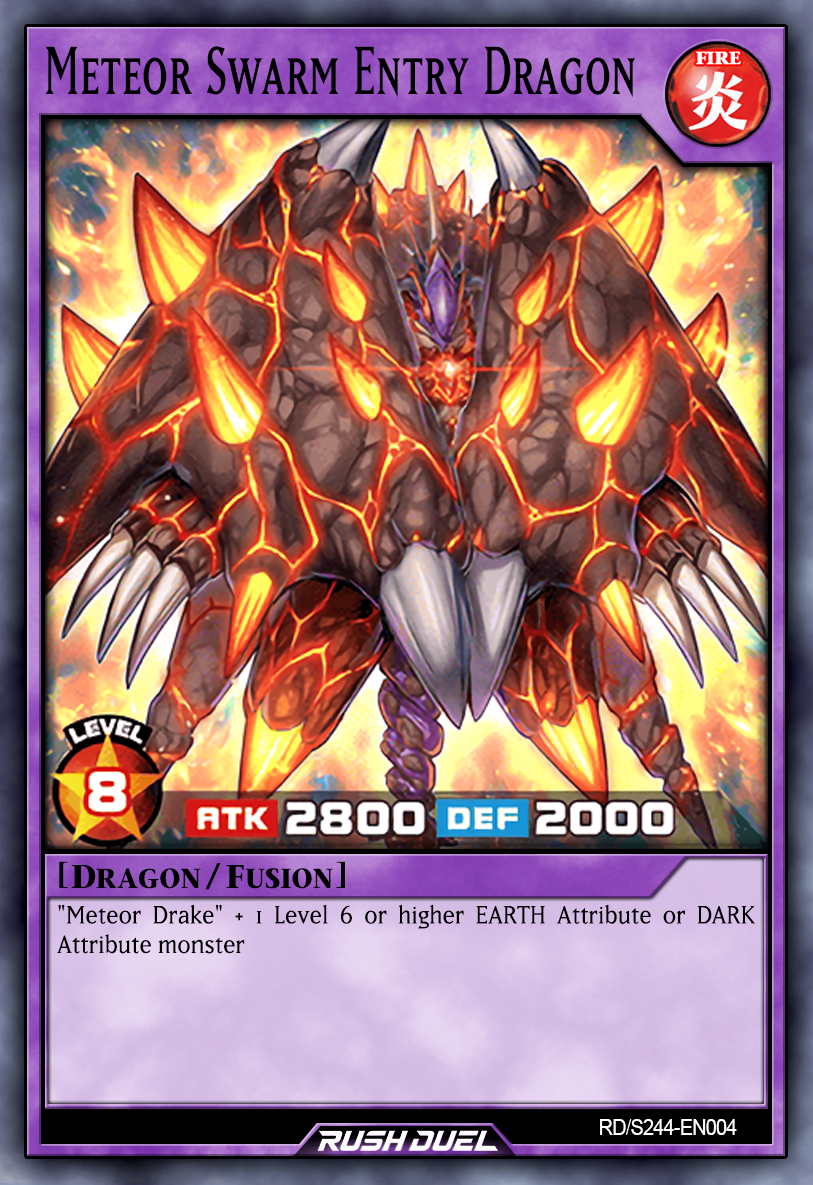 Meteor Swarm Entry Dragon
FIRE
炎
LEVEL
8
ATK 2800 DEF 2000
[Dragon/Fusion]
"Meteor Drake" + 1 Level 6 or higher EARTH Attribute or DARK
Attribute monster
RD/S244-EN004
RUSH DUEL